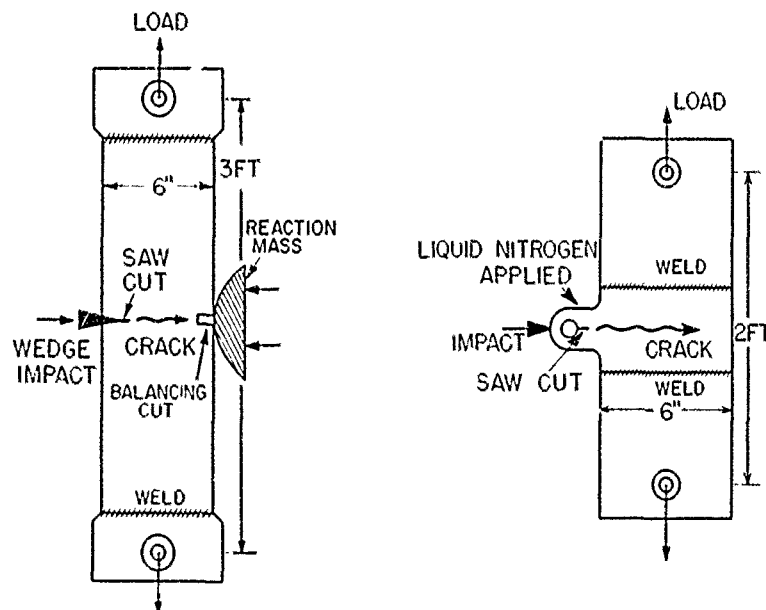 LOAD
3FT
6"
REACTION
MASS
SAW
CUT
WEDGE
IMPACT
CRACK
BALANCING
CUT
WELD
LOAD
LIQUID NITROGEN
APPLIED
WELD
IMPACT
CRACK
2FT
SAW CUT
WELD
6"